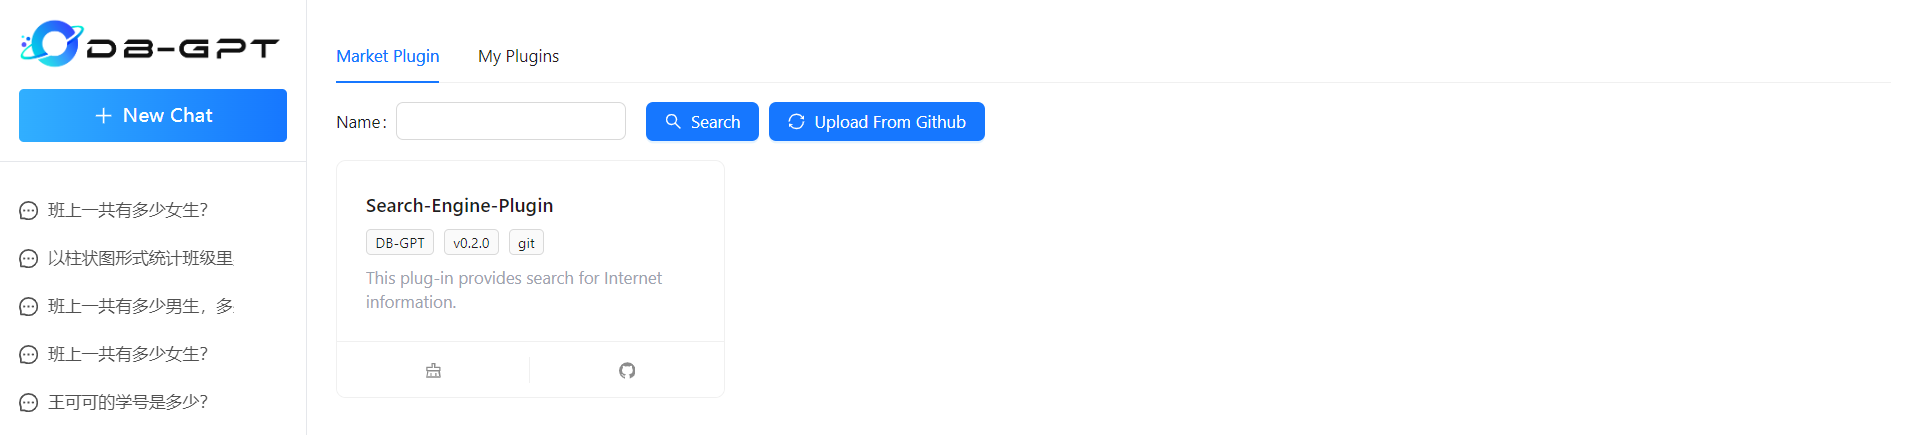 DB-GPT
New Chat
班上一共有多少女生？
以柱状图形式统计班级里
班上一共有多少男生，多
班上一共有多少女生？
王可可的学号是多少？
Market Plugin My Plugins
Name: Search Upload From Github
Search-Engine-Plugin
DB-GPT v0.2.0 git
This plug-in provides search for Internet
information.